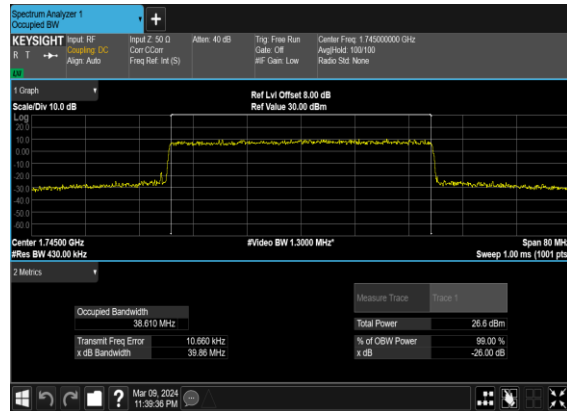 Spectrum Analyzer 1
Occupied BW
+
KEYSIGHT Input: RF Input Z: 50 Ω Atten: 40 dB Trig: Free Run Center Freq: 1.745000000 GHz
R T Coupling: DC Corr CCorr Gate: Off Avg|Hold: 100/100
Align: Auto Freq Ref: Int (S) #IF Gain: Low Radio Std: None
1 Graph
Ref Lvl Offset 8.00 dB
Scale/Div 10.0 dB Ref Value 30.00 dBm
Log
20.0
10.0
0.00
-10.0
-20.0
-30.0
-40.0
-50.0
-60.0
Center 1.74500 GHz #Video BW 1.3000 MHz* Span 80 MHz
#Res BW 430.00 kHz Sweep 1.00 ms (1001 pts
2 Metrics
Measure Trace Trace 1
Occupied Bandwidth
38.610 MHz Total Power 26.6 dBm
Transmit Freq Error 10.660 kHz % of OBW Power 99.00 %
x dB Bandwidth 39.86 MHz x dB -26.00 dB
? Mar 09, 2024
11:39:36 PM